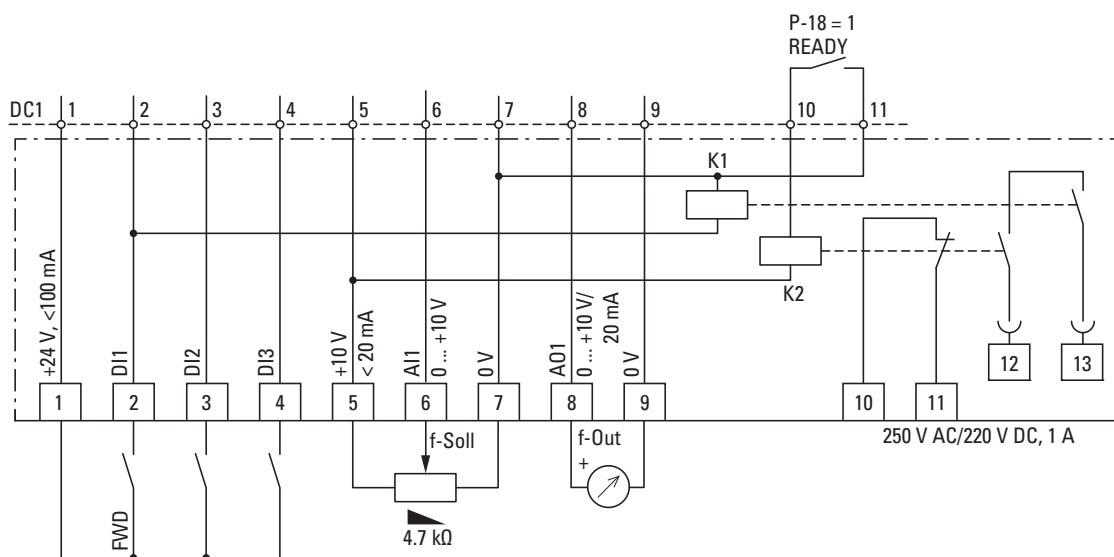 P-18 = 1
READY
DC1 1 2 3 4 5 6 7 8 9 10 11
K1
K2
+24 V, <100 mA
DI1
DI2
DI3
+10 V
< 20 mA
AI1
0 ... +10 V
0 V
AO1
0 ... +10 V/
20 mA
0 V
12 13
1 2 3 4 5 6 7 8 9 10 11
250 V AC/220 V DC, 1 A
f-Soll
f-Out
+
FWD
4.7 kΩ